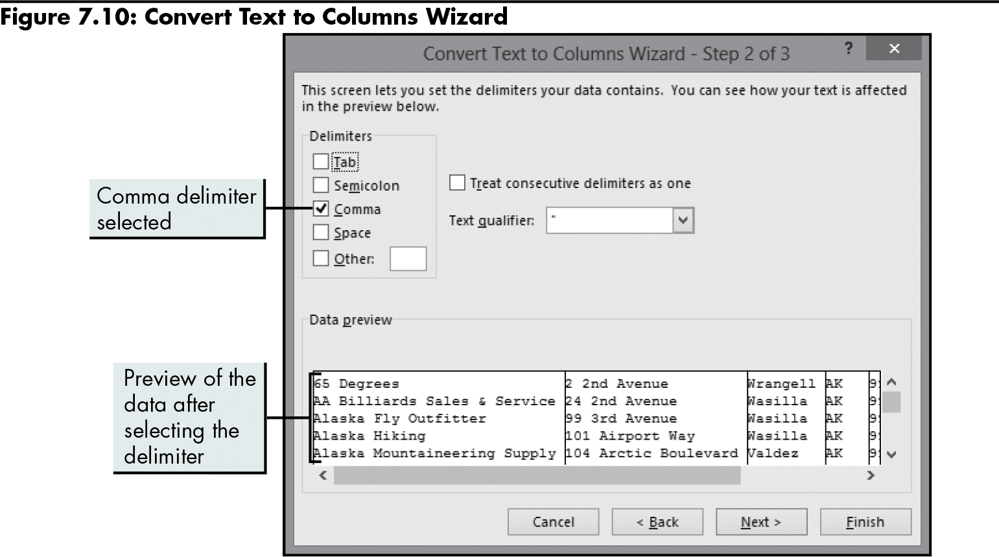 Figure 7.10: Convert Text to Columns Wizard
Convert Text to Columns Wizard - Step 2 of 3
?
This screen lets you set the delimiters your data contains.  You can see how your text is affected
in the preview below.
Delimiters
Tab
Semicolon
Comma
Space
Other:
Treat consecutive delimiters as one
Text qualifier: "
Comma delimiter
selected
Data preview
Preview of the
data after
selecting the
delimiter
65 Degrees 2 2nd Avenue Wrangell AK
AA Billiards Sales & Service 24 2nd Avenue Wasilla AK
Alaska Fly Outfitter 99 3rd Avenue Wasilla AK
Alaska Hiking 101 Airport Way Wasilla AK
Alaska Mountaineering Supply 104 Arctic Boulevard Valdez AK
Cancel
< Back
Next >
Finish